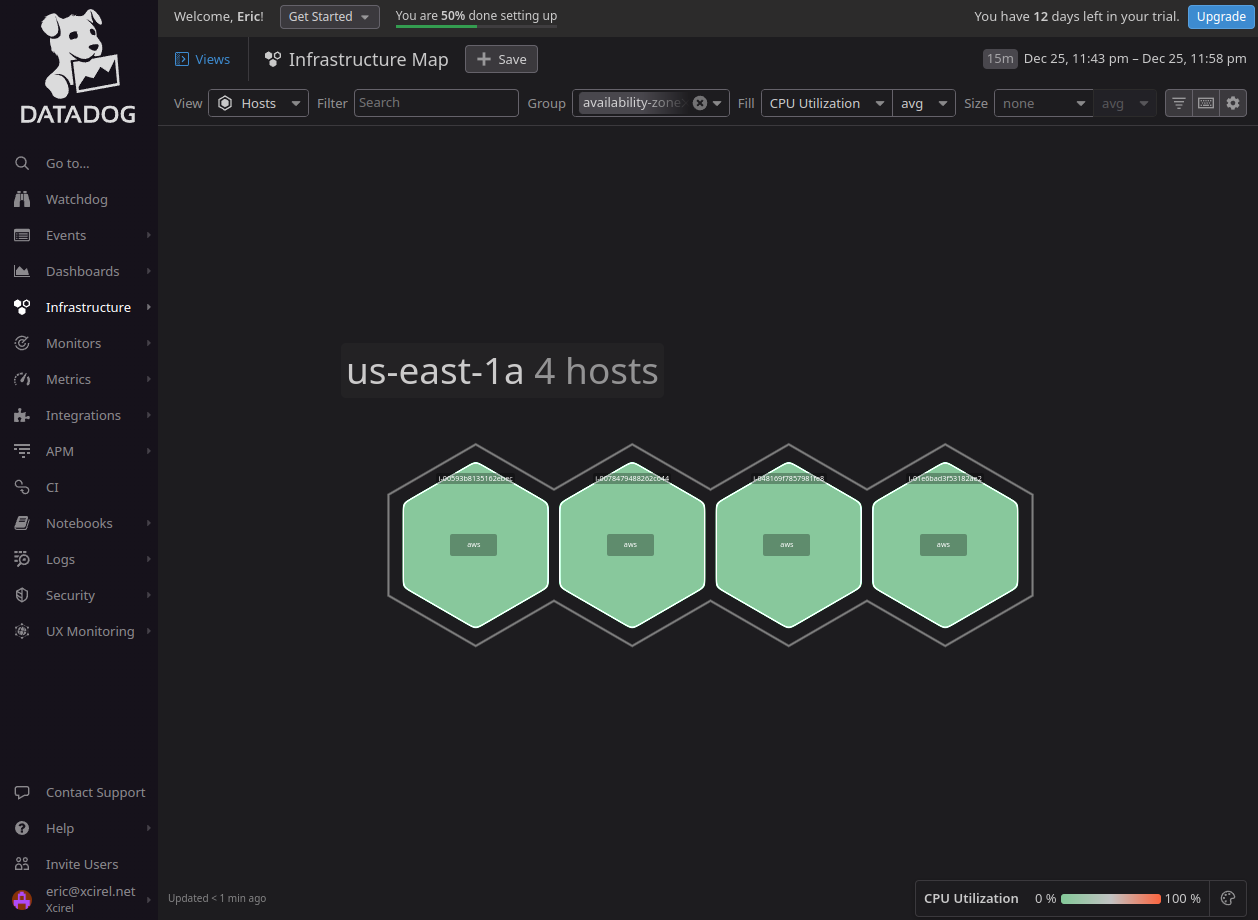 DATADOG
Go to...
Watchdog
Events
Dashboards
Infrastructure
Monitors
Metrics
Integrations
APM
CI
Notebooks
Logs
Security
UX Monitoring
Contact Support
Help
Invite Users
eric@xcirel.net
Xcirel
Welcome, Eric! Get Started You are 50% done setting up You have 12 days left in your trial. Upgrade
Views Infrastructure Map Save 15m Dec 25, 11:43 pm – Dec 25, 11:58 pm
View Hosts Filter Search Group availability-zone Fill CPU Utilization avg Size none avg
us-east-1a 4 hosts
aws aws aws aws
Updated < 1 min ago
CPU Utilization 0 % 100 %